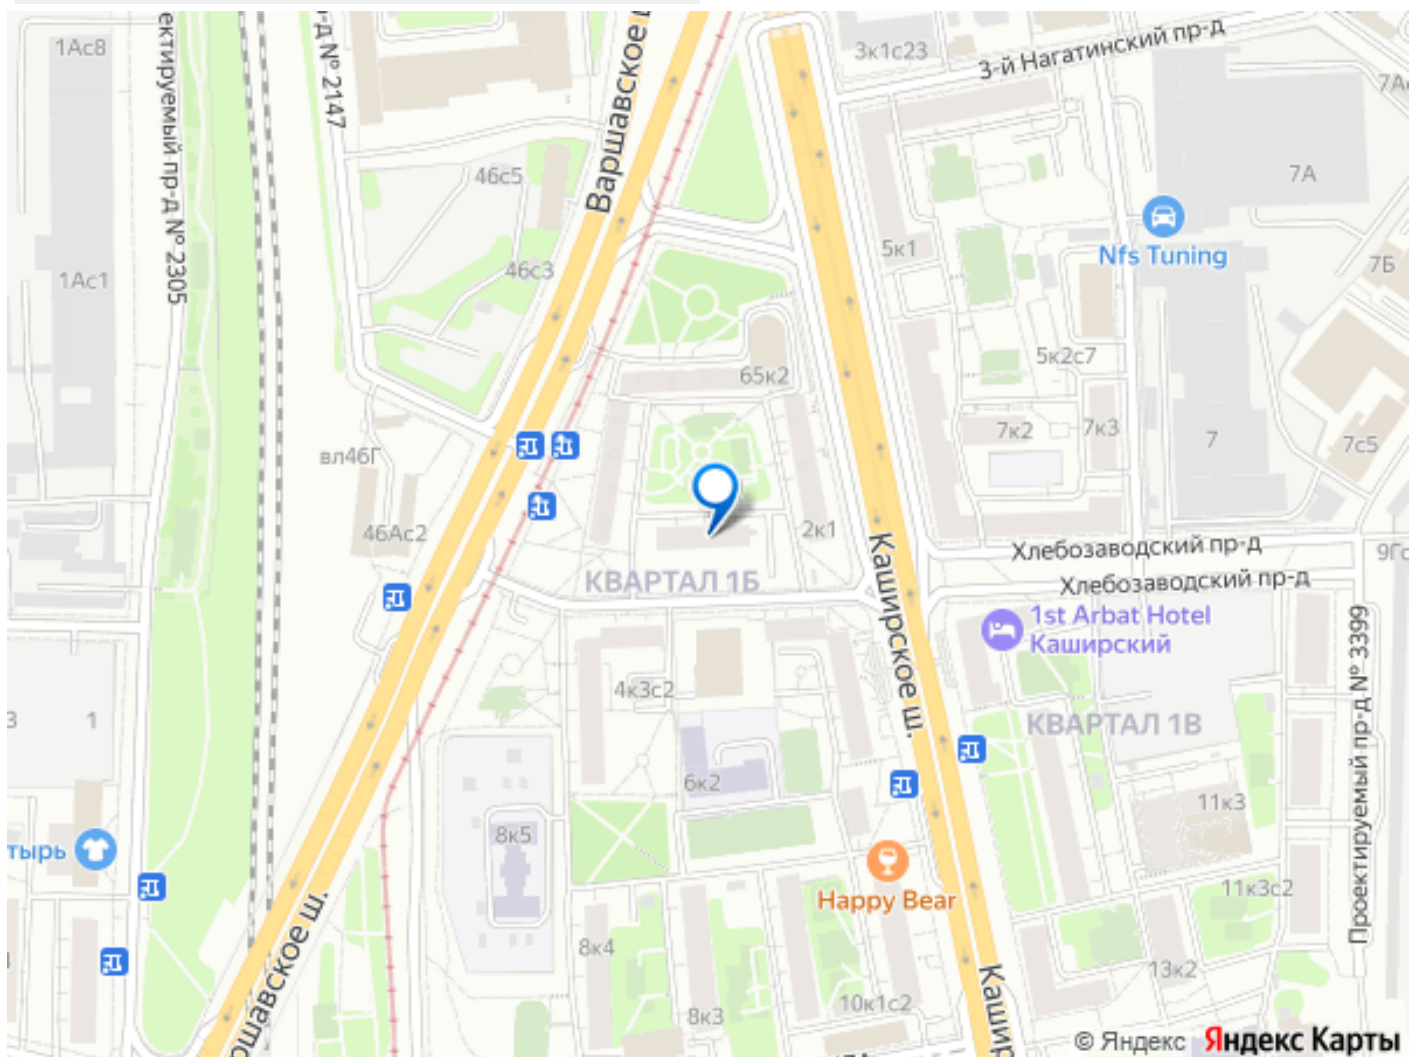 1Ас8
ектируемый пр-д № 2305
-д № 2147
Варшавское ш
3к1с23
3-й Нагатинский пр-д
7А
46с5
7А
5к1
Nfs Tuning
7Б
46с3
1Ас1
5к2с7
65к2
7к2
7к3
7
7с5
вл46Г
46Ас2
2к1
Хлебозаводский пр-д
9Гс
КВАРТАЛ 1Б
Хлебозаводский пр-д
Каширское ш.
1st Arbat Hotel
Каширский
Проектируемый пр-д № 3399
4к3с2
3
1
КВАРТАЛ 1В
6к2
11к3
тырь
8к5
Happy Bear
11к3с2
8к4
13к2
ршавское ш.
10к1с2
8к3
Кашир
© Яндекс Яндекс Карты